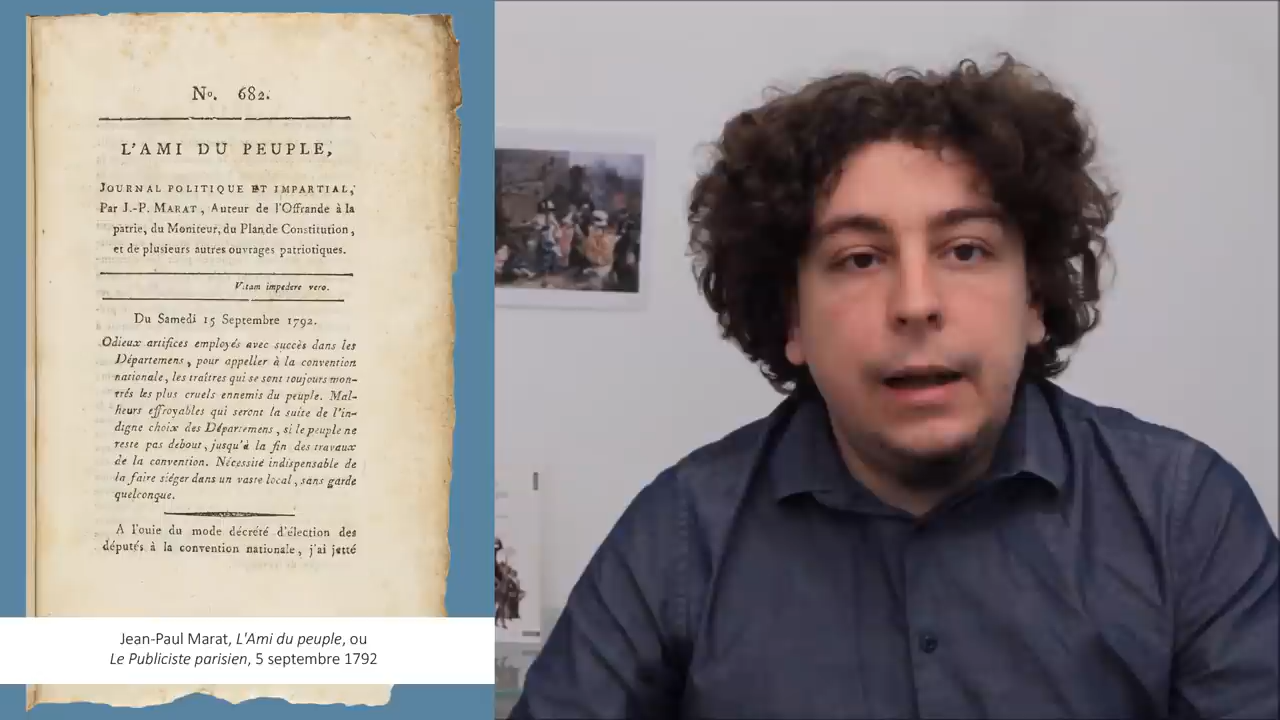 No. 682.
L'AMI DU PEUPLE,
JOURNAL POLITIQUE ET IMPARTIAL,
Par J.-P. MARAT, Auteur de l'Offrande à la
patrie, du Moniteur, du Plan de Constitution,
et de plusieurs autres ouvrages patriotiques.
Vitam impedere vero.
Du Samedi 15 Septembre 1792.
Odieux artifices employés avec succès dans les
Départemens, pour appeller à la convention
nationale, les traîtres qui se sont toujours mon-
trés les plus cruels ennemis du peuple. Mal-
heurs effroyables qui seront la suite de l'in-
digne choix des Départemens, si le peuple ne
reste pas debout, jusqu'à la fin des travaux
de la convention. Nécessité indispensable de
la faire siéger dans un vaste local, sans garde
quelconque.
A l'ouie du mode décrété d'élection des
députés à la convention nationale, j'ai jetté
Jean-Paul Marat, L'Ami du peuple, ou
Le Publiciste parisien, 5 septembre 1792